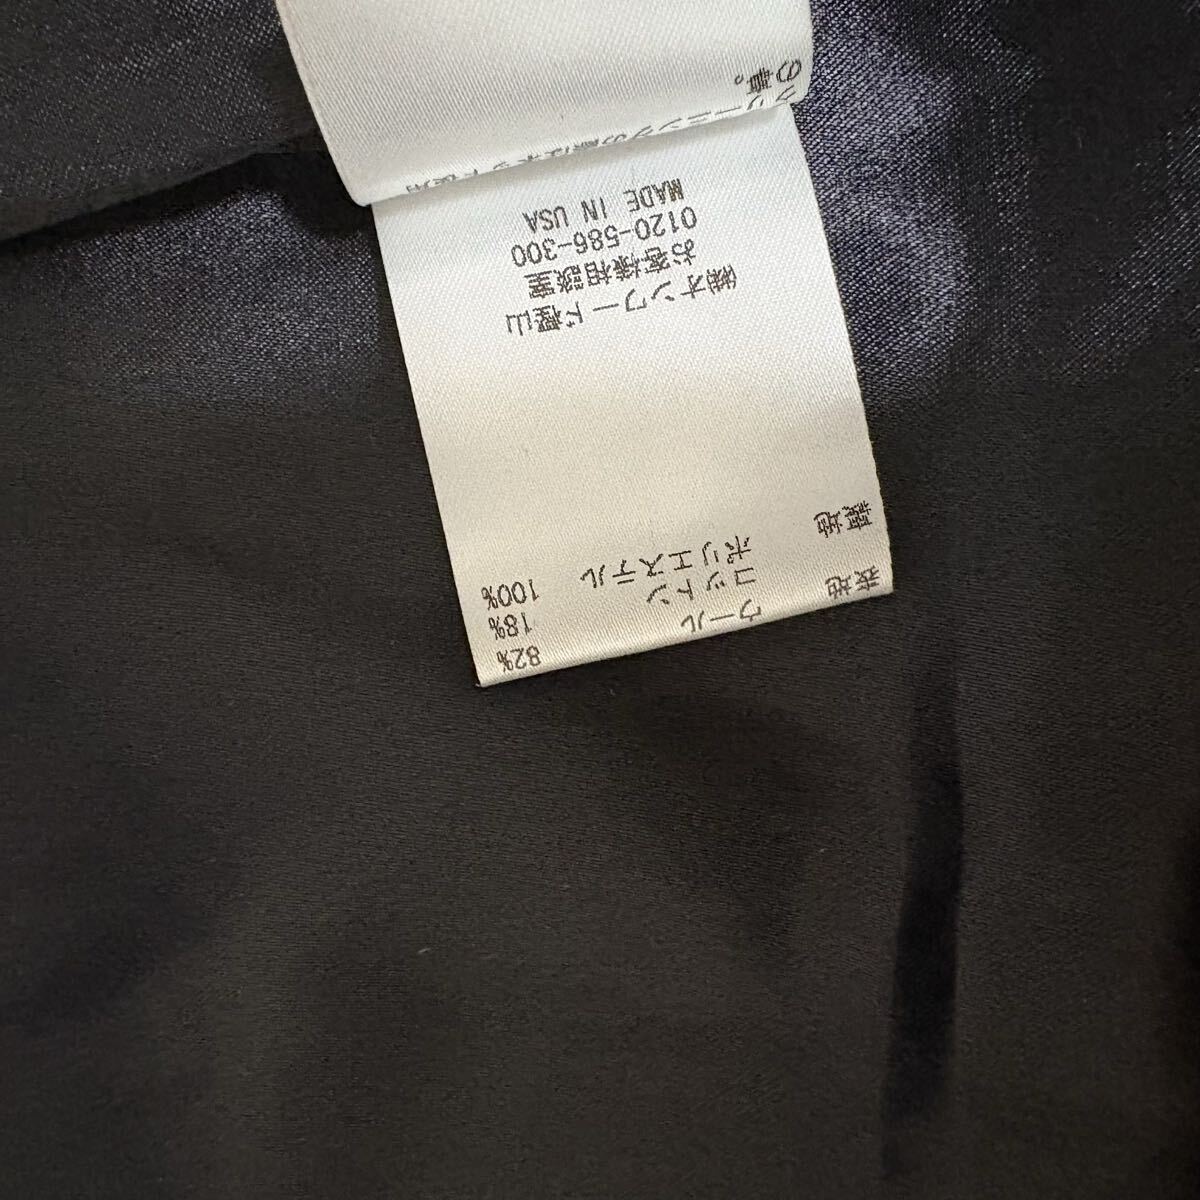 表地
ウール 82%
コットン 18%
裏地
ポリエステル 100%
㈱オンワード樫山
お客様相談室
0120-586-300
MADE IN USA
の事。